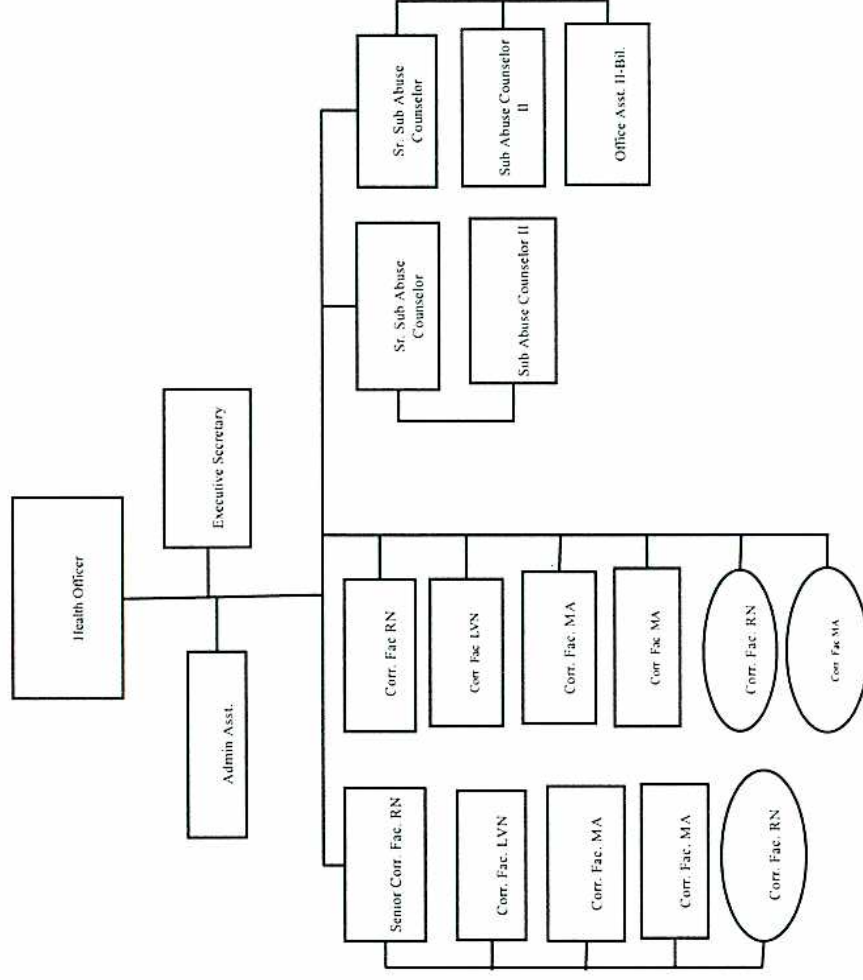 Health Officer
Admin Asst.
Executive Secretary
Senior Corr. Fac. RN
Corr. Fac. LVN
Corr. Fac. MA
Corr. Fac. MA
Corr. Fac. RN
Corr. Fac RN
Corr. Fac. LVN
Corr. Fac. MA
Corr. Fac MA
Corr. Fac. RN
Corr. Fac MA
Sr. Sub Abuse
Counselor
Sub Abuse Counselor II
Sr. Sub Abuse
Counselor
Sub Abuse Counselor
II
Office Asst. II-Bil.